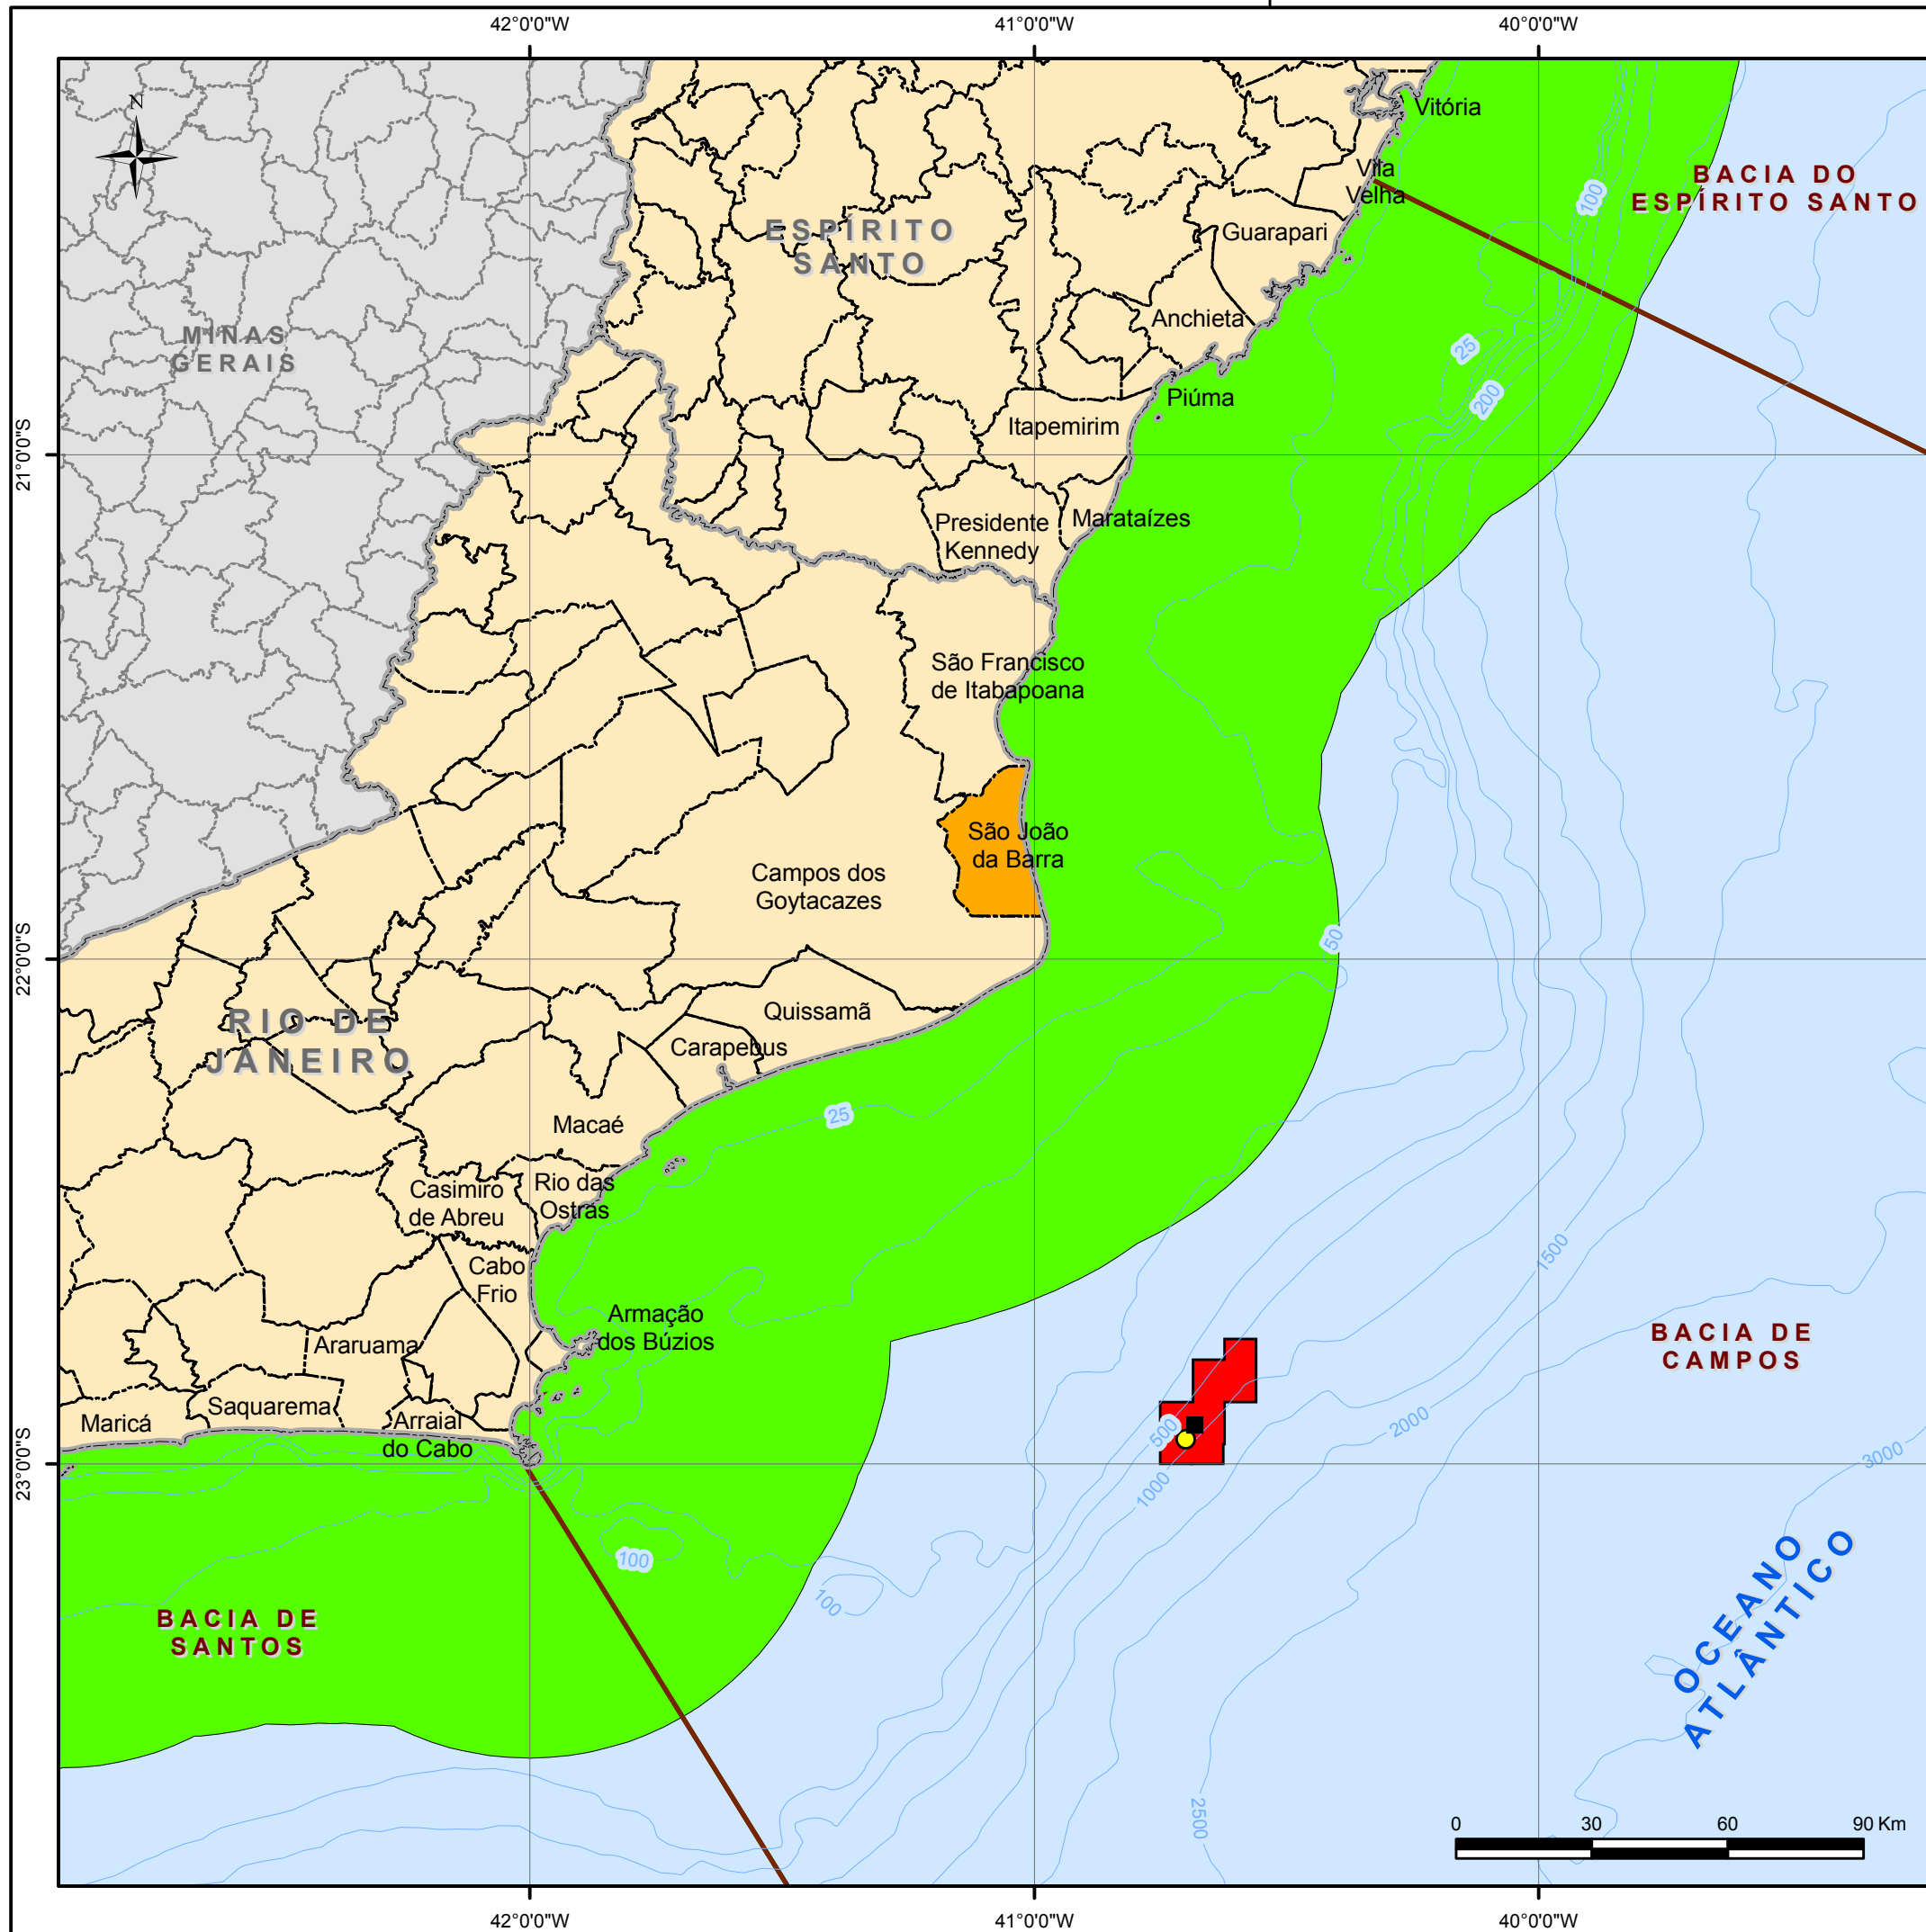 42°0'0"W
41°0'0"W
40°0'0"W
N
Vitória
Vila
Velha
BACIA DO
ESPÍRITO SANTO
100
ESPÍRITO
SANTO
Guarapari
MINAS
GERAIS
Anchieta
25
200
Piúma
Itapemirim
21°0'0"S
Presidente
Kennedy
Marataízes
São Francisco
de Itabapoana
São João
da Barra
Campos dos
Goytacazes
50
22°0'0"S
Quissamã
RIO DE
JANEIRO
Carapebus
25
Macaé
Casimiro
de Abreu
Rio das
Ostras
1500
Cabo
Frio
Armação
dos Búzios
Araruama
BACIA DE
CAMPOS
Saquarema
Maricá
Arraial
do Cabo
500
2000
3000
23°0'0"S
1000
100
100
OCEANO
ATLÂNTICO
BACIA DE
SANTOS
2500
0 30 60 90 Km
42°0'0"W
41°0'0"W
40°0'0"W